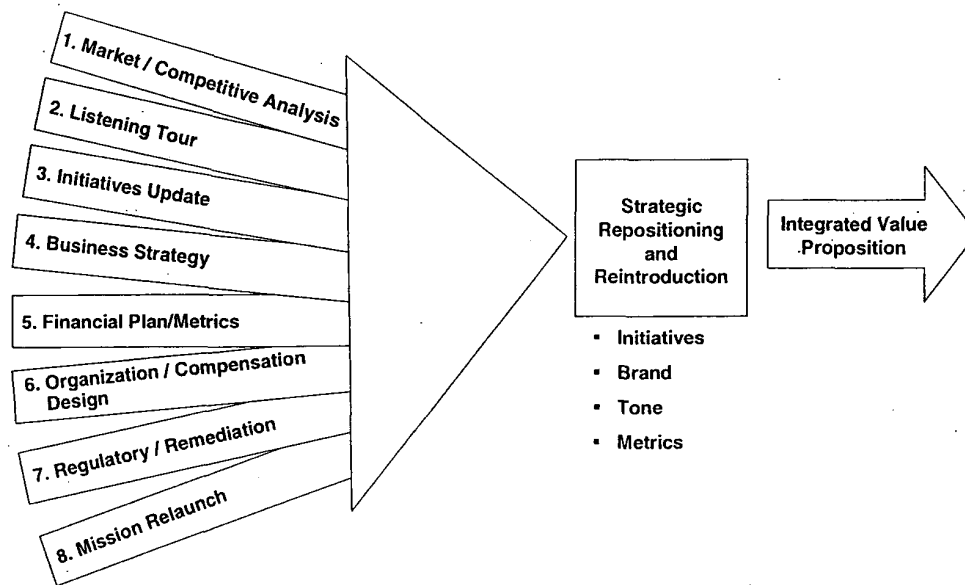 1. Market / Competitive Analysis
2. Listening Tour
3. Initiatives Update
4. Business Strategy
5. Financial Plan/Metrics
6. Organization / Compensation
Design
7. Regulatory / Remediation
8. Mission Relaunch
Strategic
Repositioning
and
Reintroduction
▪ Initiatives
▪ Brand
▪ Tone
▪ Metrics
Integrated Value
Proposition